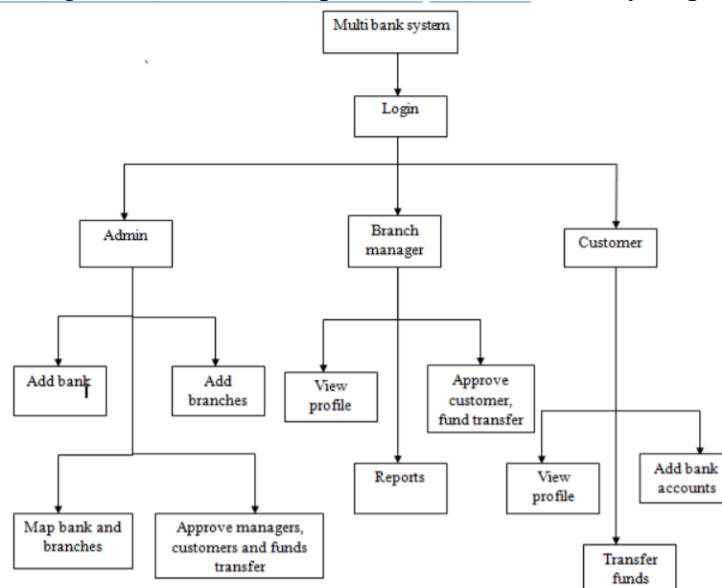 Multi bank system
Login
Admin
Branch
manager
Customer
Add bank
Add
branches
View
profile
Approve
customer,
fund transfer
Map bank and
branches
Approve managers,
customers and funds
transfer
Reports
View
profile
Add bank
accounts
Transfer
funds